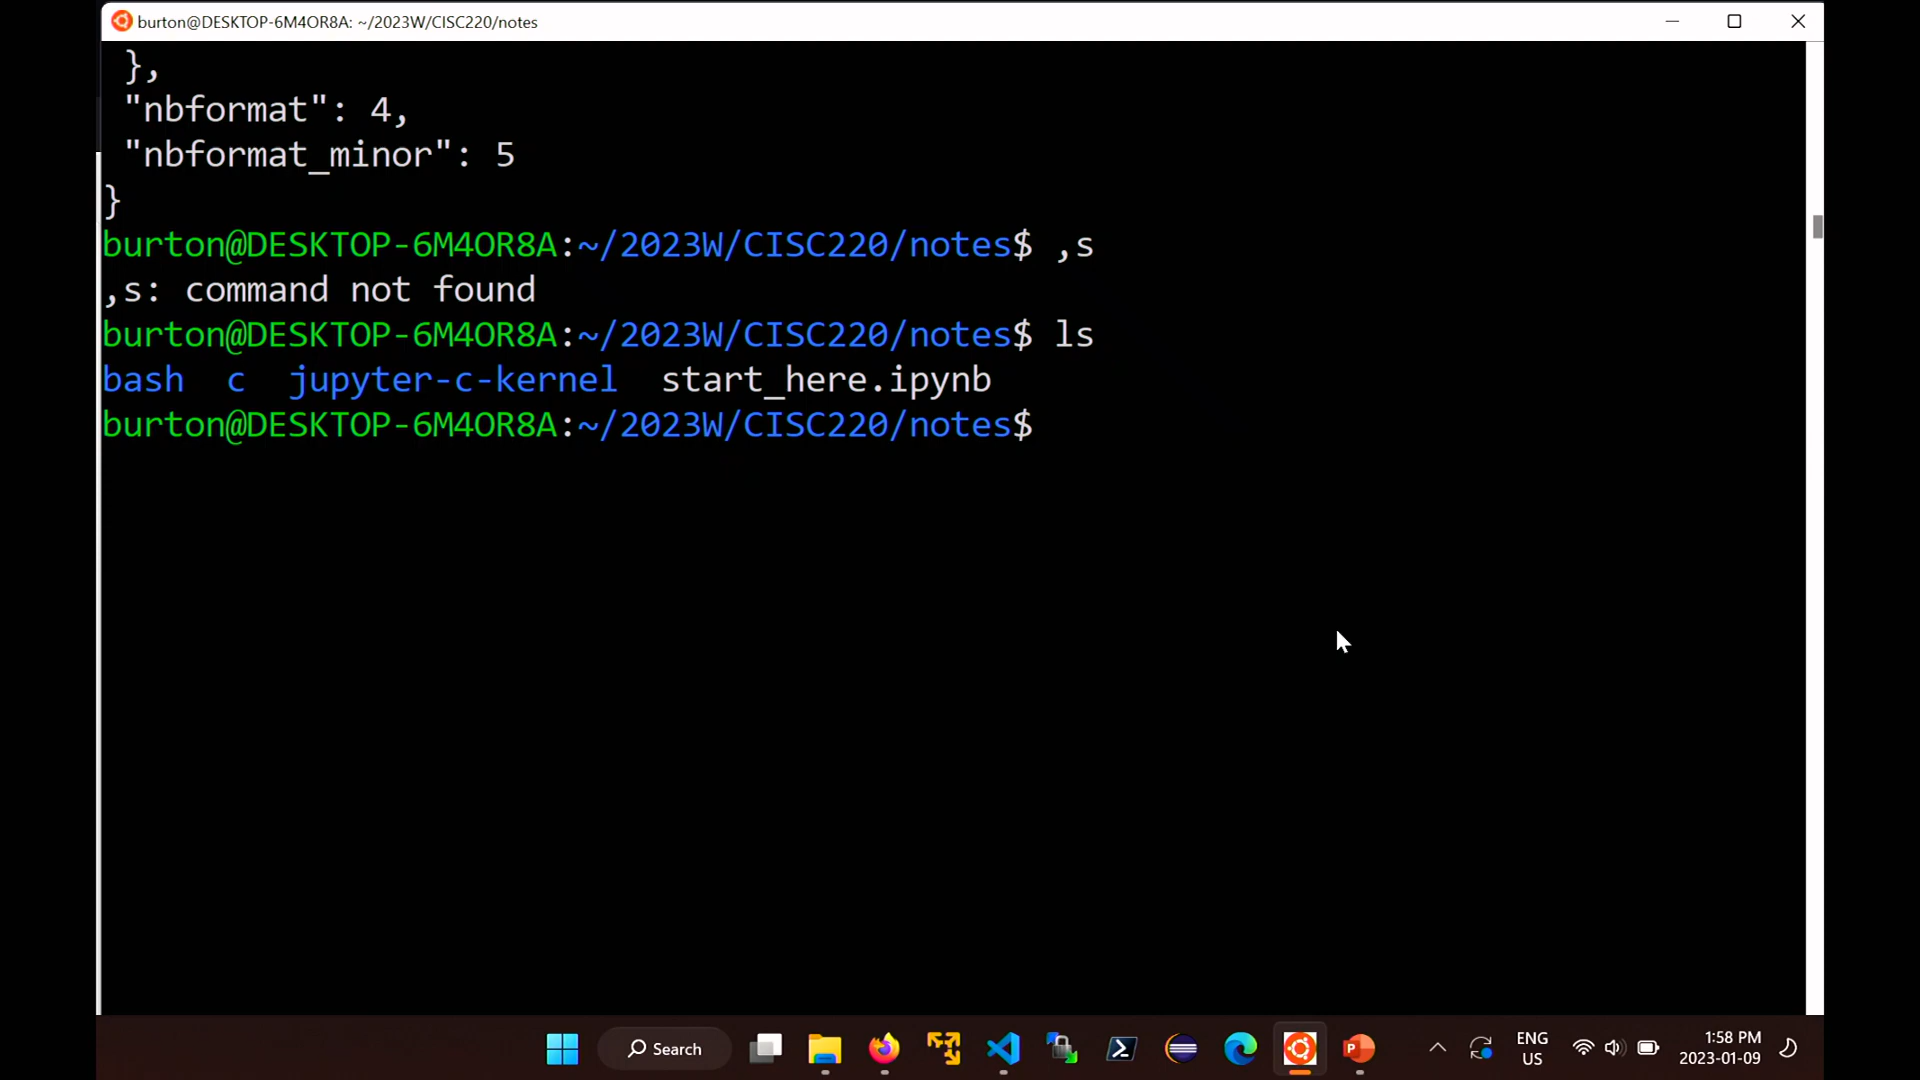 burton@DESKTOP-6M4OR8A: ~/2023W/CISC220/notes
},
"nbformat": 4,
"nbformat_minor": 5
}
burton@DESKTOP-6M4OR8A:~/2023W/CISC220/notes$ ,s
,s: command not found
burton@DESKTOP-6M4OR8A:~/2023W/CISC220/notes$ ls
bash c jupyter-c-kernel start_here.ipynb
burton@DESKTOP-6M4OR8A:~/2023W/CISC220/notes$
Search
ENG
US
1:58 PM
2023-01-09